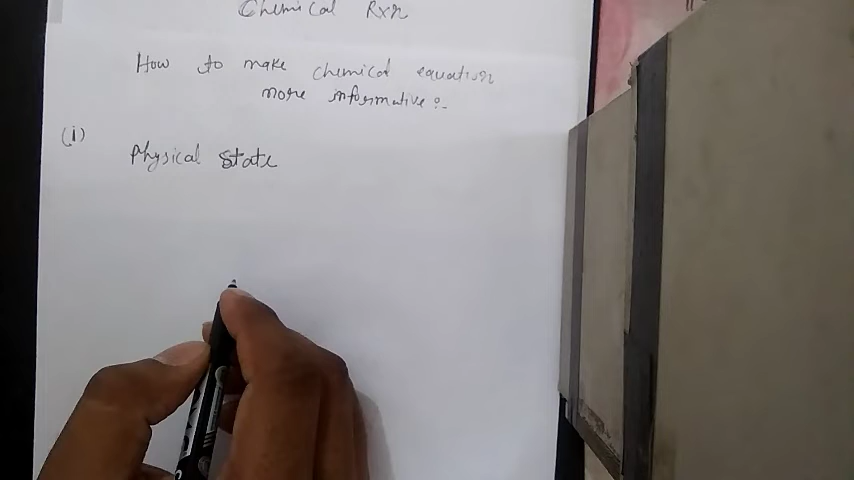 Chemical Rxn
How to make chemical equation
more informative :-
(i)
Physical State